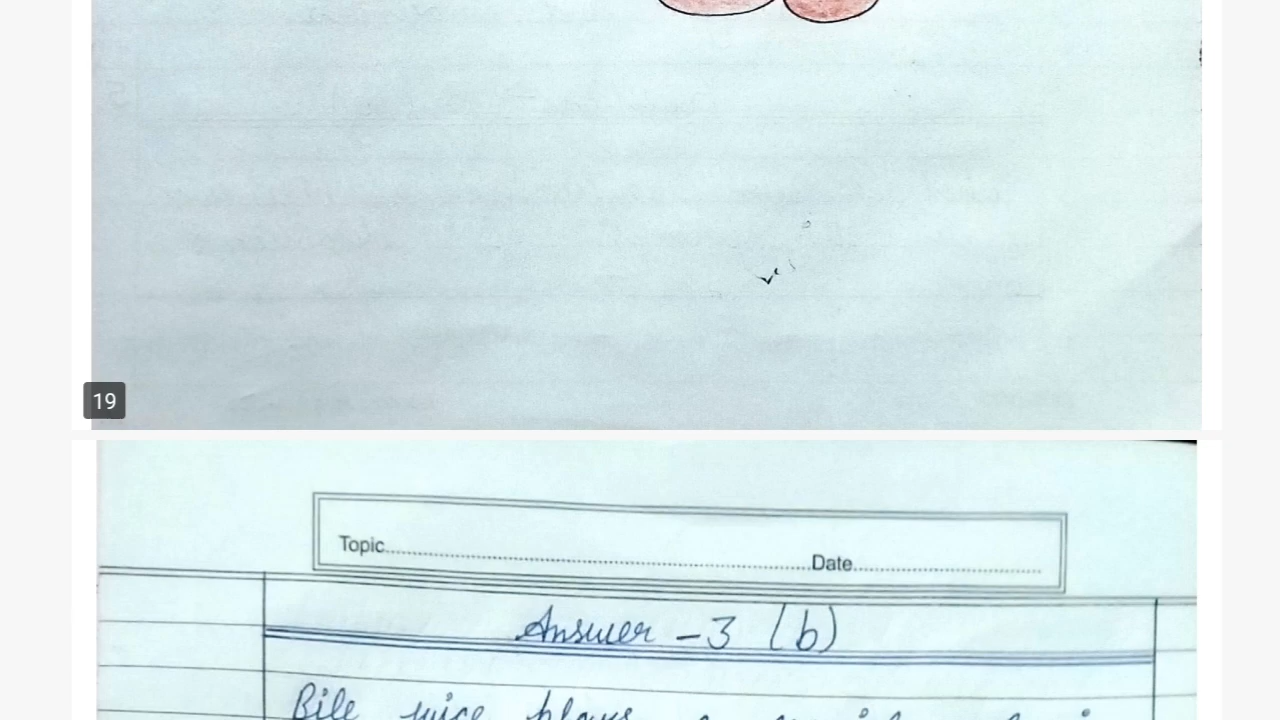 19
Topic.......................................................Date........................
Answer - 3 (b)
Bile juice plays